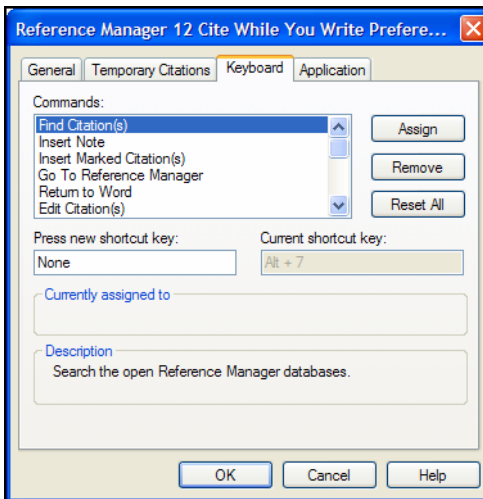 Reference Manager 12 Cite While You Write Prefere...
General Temporary Citations Keyboard Application
Commands:
Find Citation(s)
Insert Note
Insert Marked Citation(s)
Go To Reference Manager
Return to Word
Edit Citation(s)
Assign
Remove
Reset All
Press new shortcut key: Current shortcut key:
None Alt + 7
Currently assigned to
Description
Search the open Reference Manager databases.
OK Cancel Help